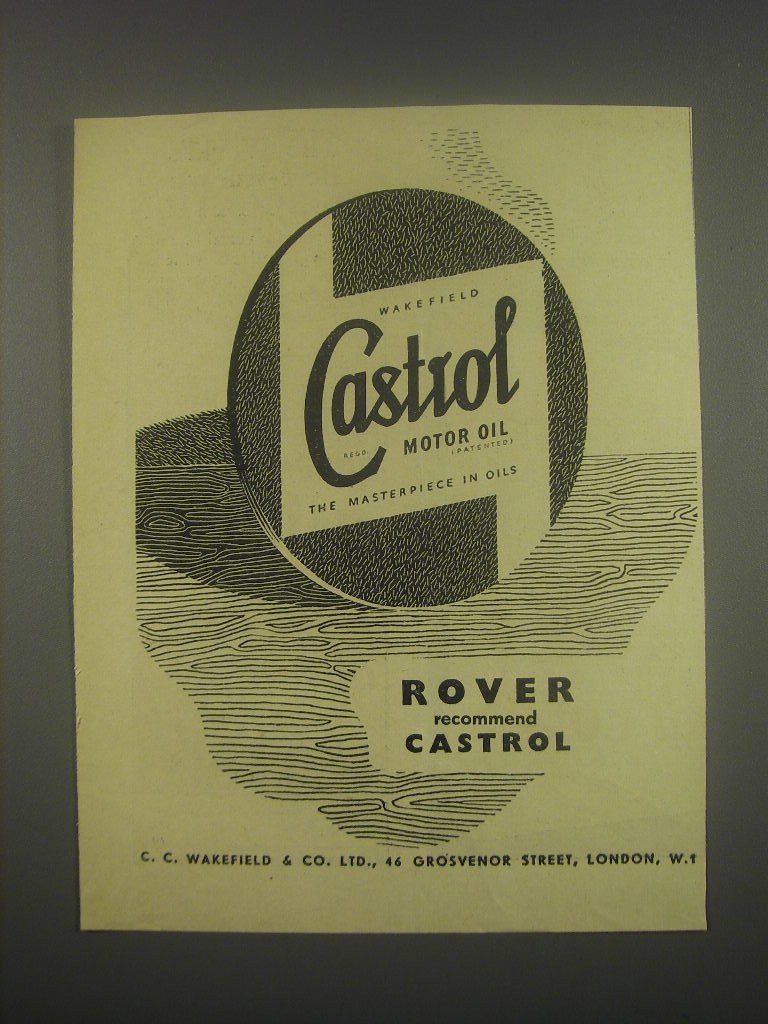 WAKEFIELD
Castrol
REGD. MOTOR OIL
(PATENTED)
THE MASTERPIECE IN OILS
ROVER
recommend
CASTROL
C. C. WAKEFIELD & CO. LTD., 46 GROSVENOR STREET, LONDON, W.1